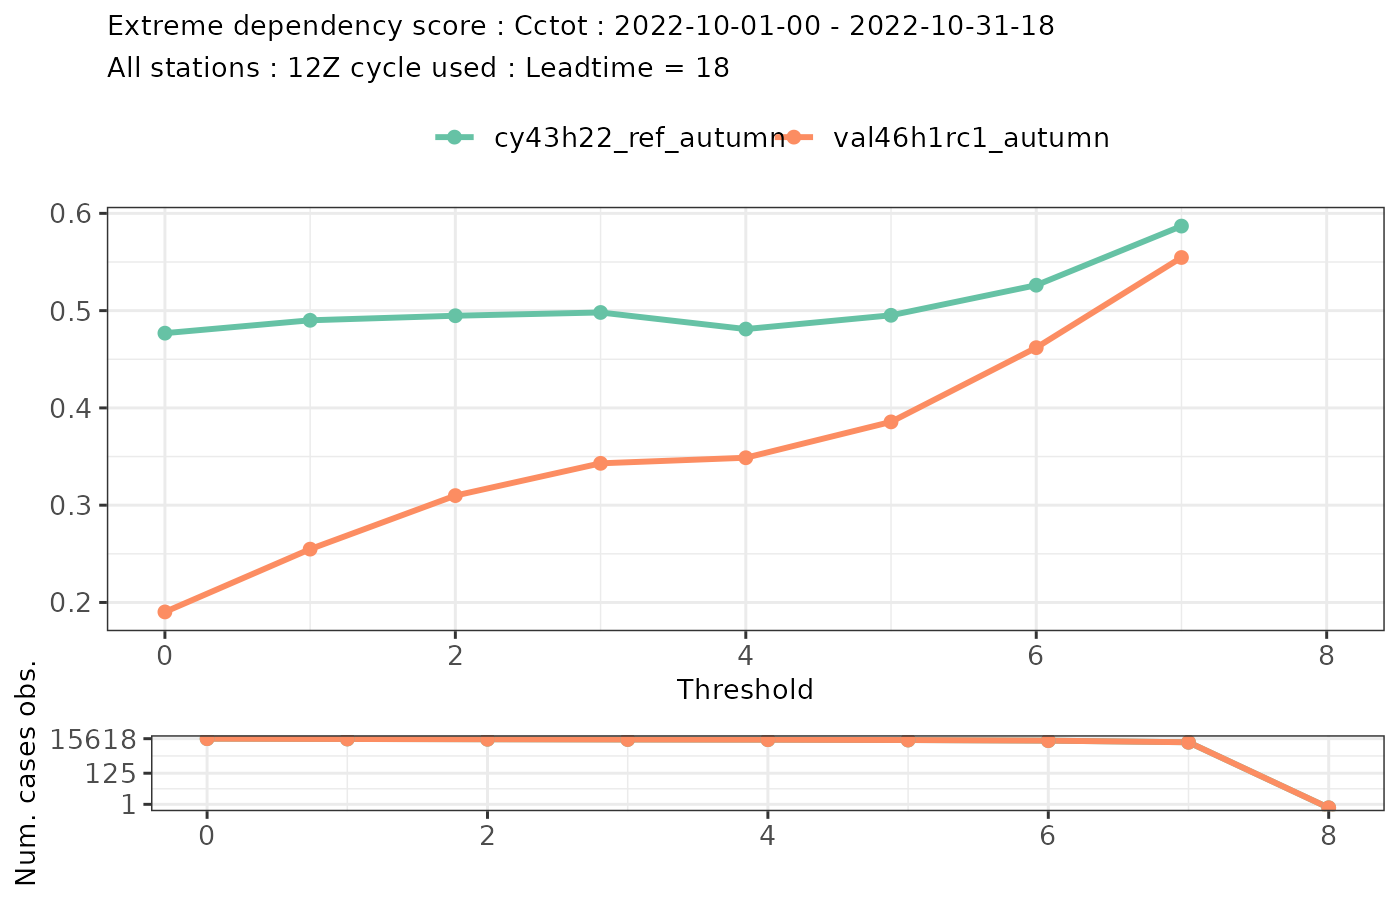 Extreme dependency score : Cctot : 2022-10-01-00 - 2022-10-31-18
All stations : 12Z cycle used : Leadtime = 18
cy43h22_ref_autumn val46h1rc1_autumn
0.6
0.5
0.4
0.3
0.2
0 2 4 6 8
Threshold
Num. cases obs.
15618
125
1
0 2 4 6 8